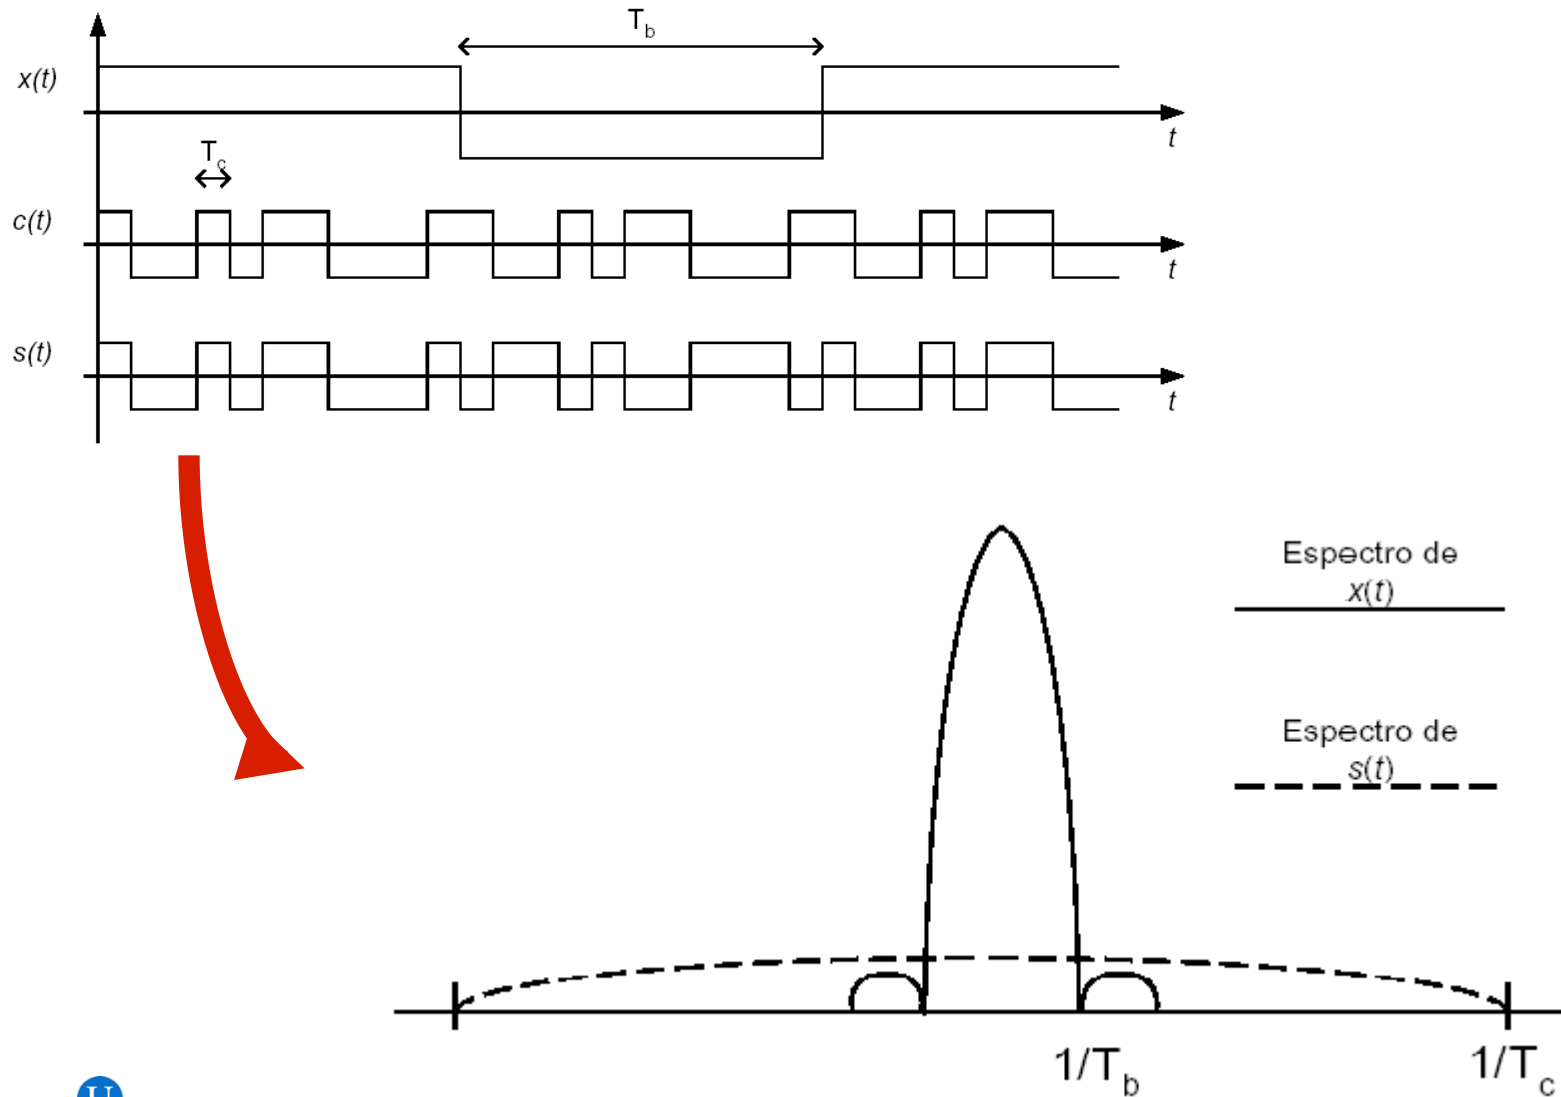 T_b
x(t)
t
T_c
c(t)
t
s(t)
t
Espectro de
x(t)
Espectro de
s(t)
1/T_b
1/T_c
U